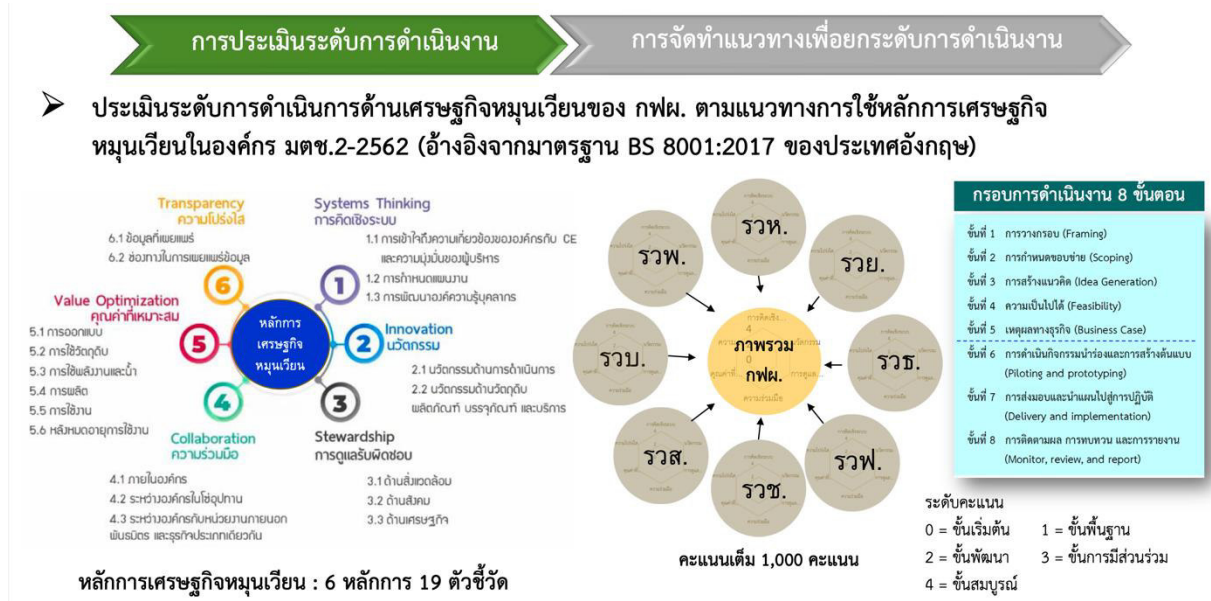 การประเมินระดับการดำเนินงาน
การจัดทำแนวทางเพื่อยกระดับการดำเนินงาน
ประเมินระดับการดำเนินการด้านเศรษฐกิจหมุนเวียนของ กฟผ. ตามแนวทางการใช้หลักการเศรษฐกิจ
หมุนเวียนในองค์กร มตช.2-2562 (อ้างอิงจากมาตรฐาน BS 8001:2017 ของประเทศอังกฤษ)
Transparency
ความโปร่งใส
6.1 ข้อมูลที่เผยแพร่
6.2 ช่องทางในการเผยแพร่ข้อมูล
Systems Thinking
การคิดเชิงระบบ
1.1 การเข้าใจถึงความเกี่ยวข้องขององค์กรกับ CE
และความมุ่งมั่นของผู้บริหาร
1.2 การกำหนดแผนงาน
1.3 การพัฒนาองค์ความรู้บุคลากร
6
1
Value Optimization
คุณค่าที่เหมาะสม
5.1 การออกแบบ
5.2 การใช้วัตถุดิบ
5.3 การใช้พลังงานและน้ำ
5.4 การผลิต
5.5 การใช้งาน
5.6 หลังหมดอายุการใช้งาน
5
หลักการ
เศรษฐกิจ
หมุนเวียน
2
Innovation
นวัตกรรม
2.1 นวัตกรรมด้านการดำเนินการ
2.2 นวัตกรรมด้านวัตถุดิบ
ผลิตภัณฑ์ บรรจุภัณฑ์ และบริการ
4
3
Collaboration
ความร่วมมือ
4.1 ภายในองค์กร
4.2 ระหว่างองค์กรในโซ่อุปทาน
4.3 ระหว่างองค์กรกับหน่วยงานภายนอก
พันธมิตร และธุรกิจประเภทเดียวกัน
Stewardship
การดูแลรับผิดชอบ
3.1 ด้านสิ่งแวดล้อม
3.2 ด้านสังคม
3.3 ด้านเศรษฐกิจ
หลักการเศรษฐกิจหมุนเวียน : 6 หลักการ 19 ตัวชี้วัด
รวห.
รวพ.
รวย.
รวบ.
การคิดเชิง...
4
ภาพรวม
0
กฟผ.
คุณค่าที่...
การดูแ...
ความร่วมมือ
รวธ.
รวส.
รวฟ.
รวช.
คะแนนเต็ม 1,000 คะแนน
กรอบการดำเนินงาน 8 ขั้นตอน
ขั้นที่ 1 การวางกรอบ (Framing)
ขั้นที่ 2 การกำหนดขอบข่าย (Scoping)
ขั้นที่ 3 การสร้างแนวคิด (Idea Generation)
ขั้นที่ 4 ความเป็นไปได้ (Feasibility)
ขั้นที่ 5 เหตุผลทางธุรกิจ (Business Case)
ขั้นที่ 6 การดำเนินกิจกรรมนำร่องและการสร้างต้นแบบ
(Piloting and prototyping)
ขั้นที่ 7 การส่งมอบและนำแผนไปสู่การปฏิบัติ
(Delivery and implementation)
ขั้นที่ 8 การติดตามผล การทบทวน และการรายงาน
(Monitor, review, and report)
ระดับคะแนน
0 = ขั้นเริ่มต้น 1 = ขั้นพื้นฐาน
2 = ขั้นพัฒนา 3 = ขั้นการมีส่วนร่วม
4 = ขั้นสมบูรณ์